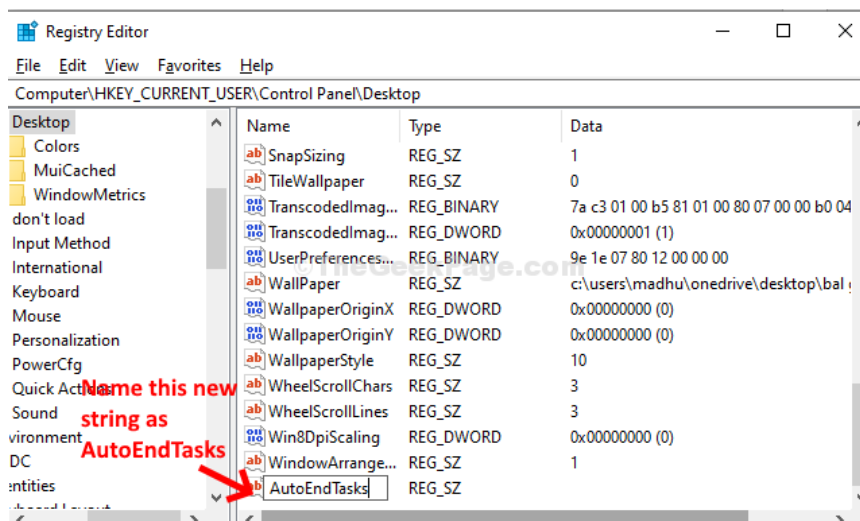 Registry Editor
File Edit View Favorites Help
Computer\HKEY_CURRENT_USER\Control Panel\Desktop
Desktop
Colors
MuiCached
WindowMetrics
don't load
Input Method
International
Keyboard
Mouse
Personalization
PowerCfg
Quick Actions
Sound
vironment
DC
entities
Name this new
string as
AutoEndTasks
Name Type Data
SnapSizing REG_SZ 1
TileWallpaper REG_SZ 0
TranscodedImag... REG_BINARY 7a c3 01 00 b5 81 01 00 80 07 00 00 b0 04
TranscodedImag... REG_DWORD 0x00000001 (1)
UserPreferences... REG_BINARY 9e 1e 07 80 12 00 00 00
©TheGeekPage.com
WallPaper REG_SZ c:\users\madhu\onedrive\desktop\bal g
WallpaperOriginX REG_DWORD 0x00000000 (0)
WallpaperOriginY REG_DWORD 0x00000000 (0)
WallpaperStyle REG_SZ 10
WheelScrollChars REG_SZ 3
WheelScrollLines REG_SZ 3
Win8DpiScaling REG_DWORD 0x00000000 (0)
WindowArrange... REG_SZ 1
AutoEndTasks REG_SZ